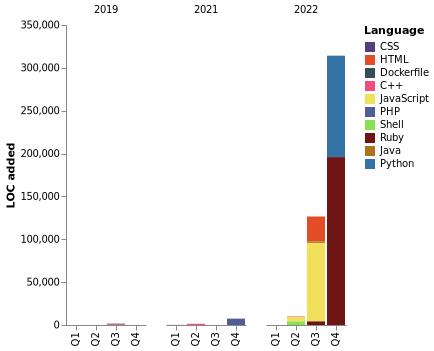 2019 2021 2022
350,000
300,000
250,000
200,000
150,000
100,000
50,000
0
LOC added
Q1 Q2 Q3 Q4 Q1 Q2 Q3 Q4 Q1 Q2 Q3 Q4
Language
CSS
HTML
Dockerfile
C++
JavaScript
PHP
Shell
Ruby
Java
Python